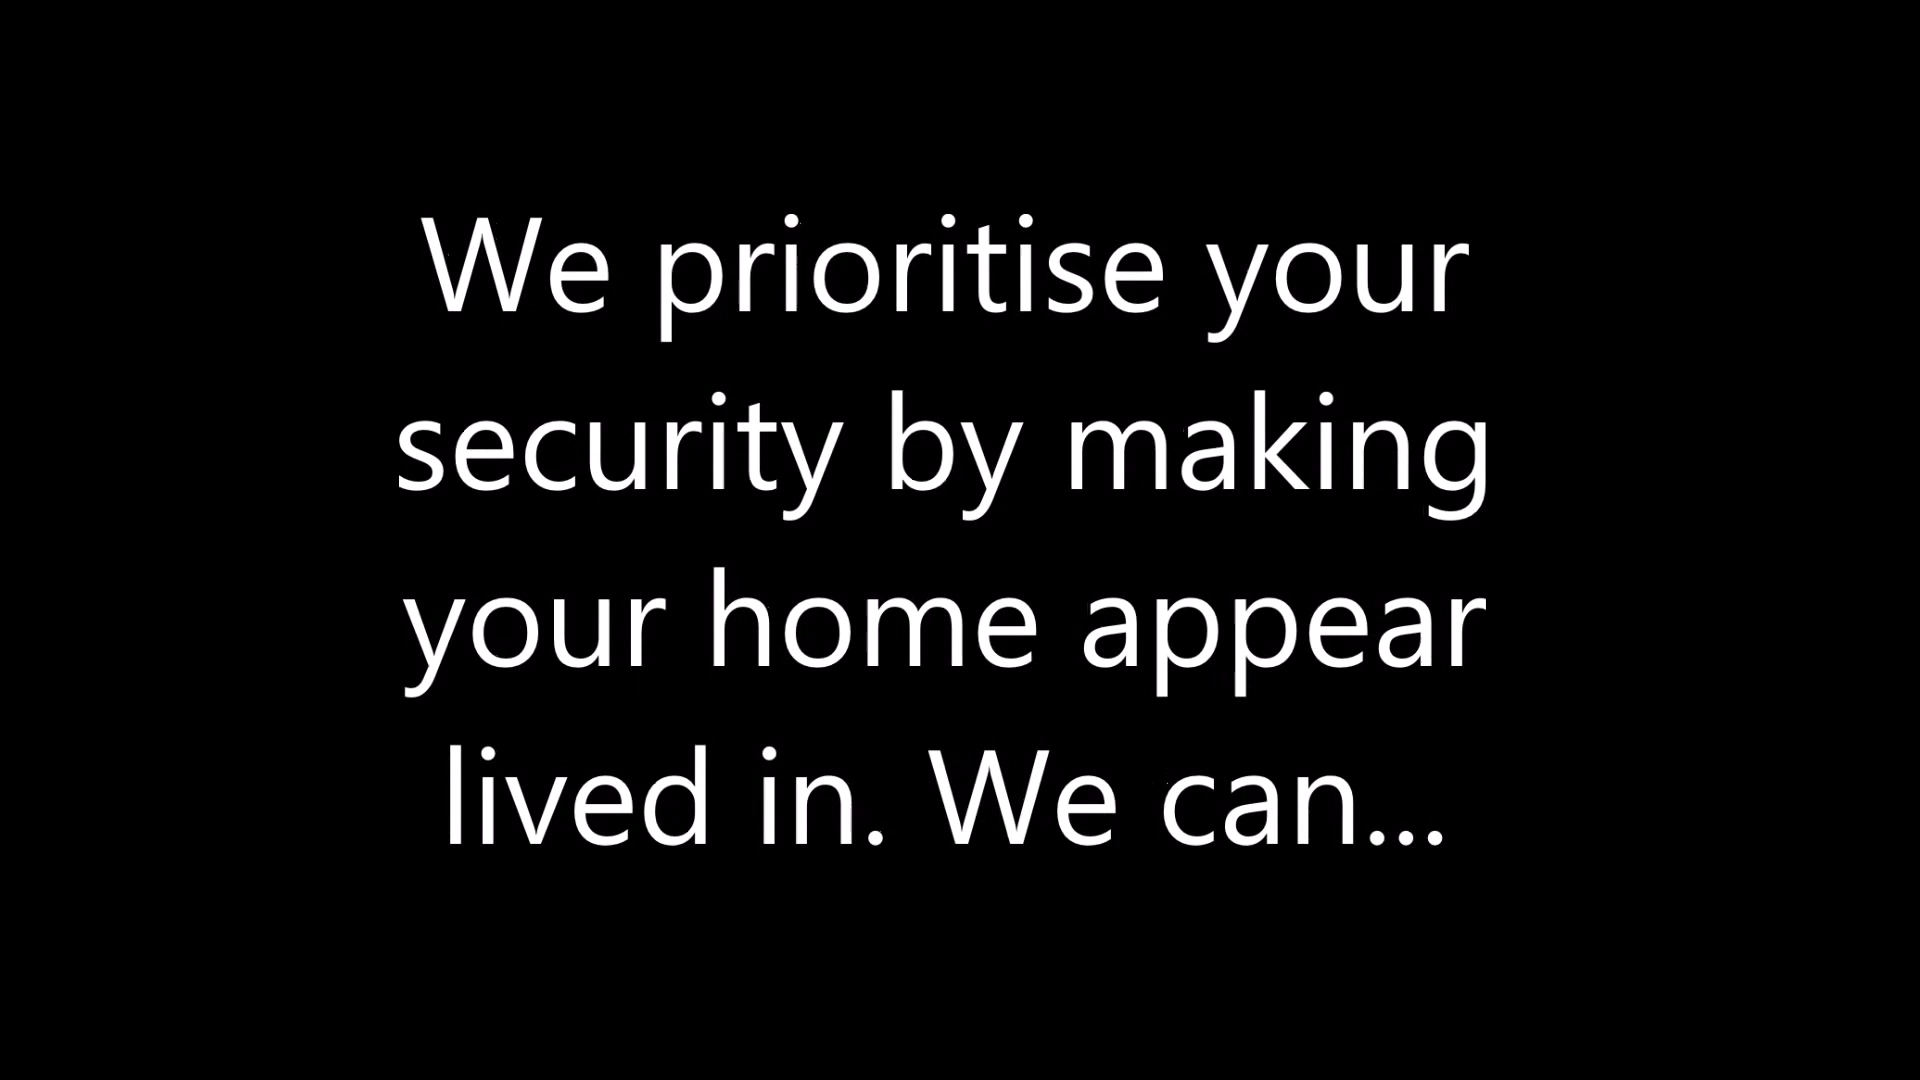 We prioritise your
security by making
your home appear
lived in. We can...